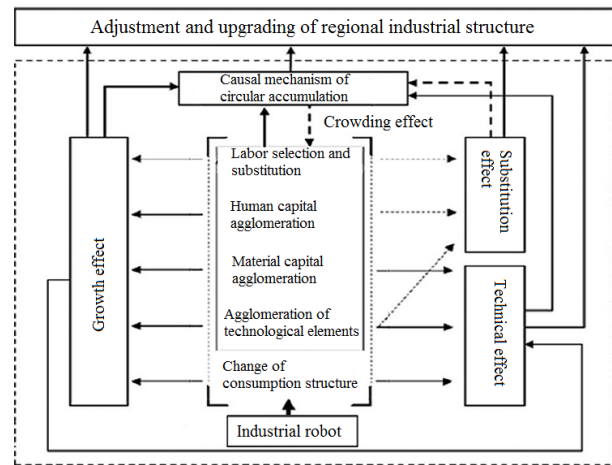 Adjustment and upgrading of regional industrial structure
Causal mechanism of
circular accumulation
Crowding effect
Labor selection and
substitution
Human capital
agglomeration
Material capital
agglomeration
Agglomeration of
technological elements
Change of
consumption structure
Industrial robot
Growth effect
Substitution
effect
Technical effect